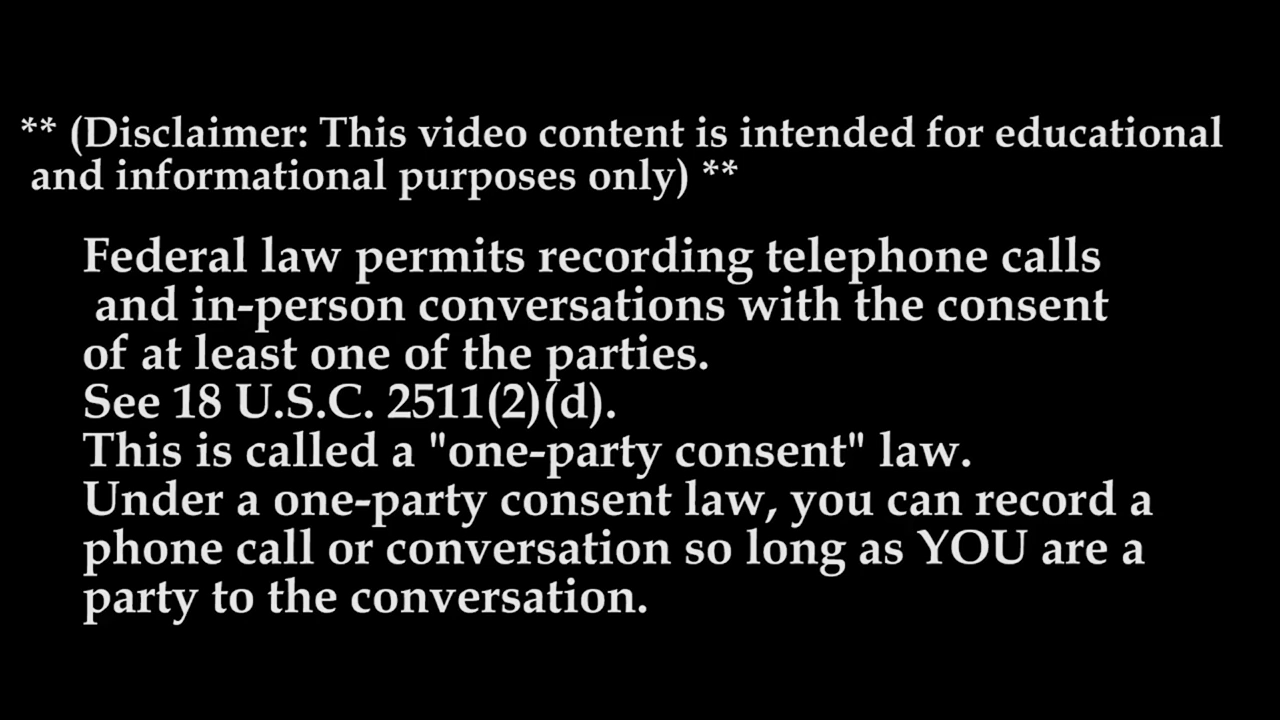 ** (Disclaimer: This video content is intended for educational
and informational purposes only) **
Federal law permits recording telephone calls
and in-person conversations with the consent
of at least one of the parties.
See 18 U.S.C. 2511(2)(d).
This is called a "one-party consent" law.
Under a one-party consent law, you can record a
phone call or conversation so long as YOU are a
party to the conversation.